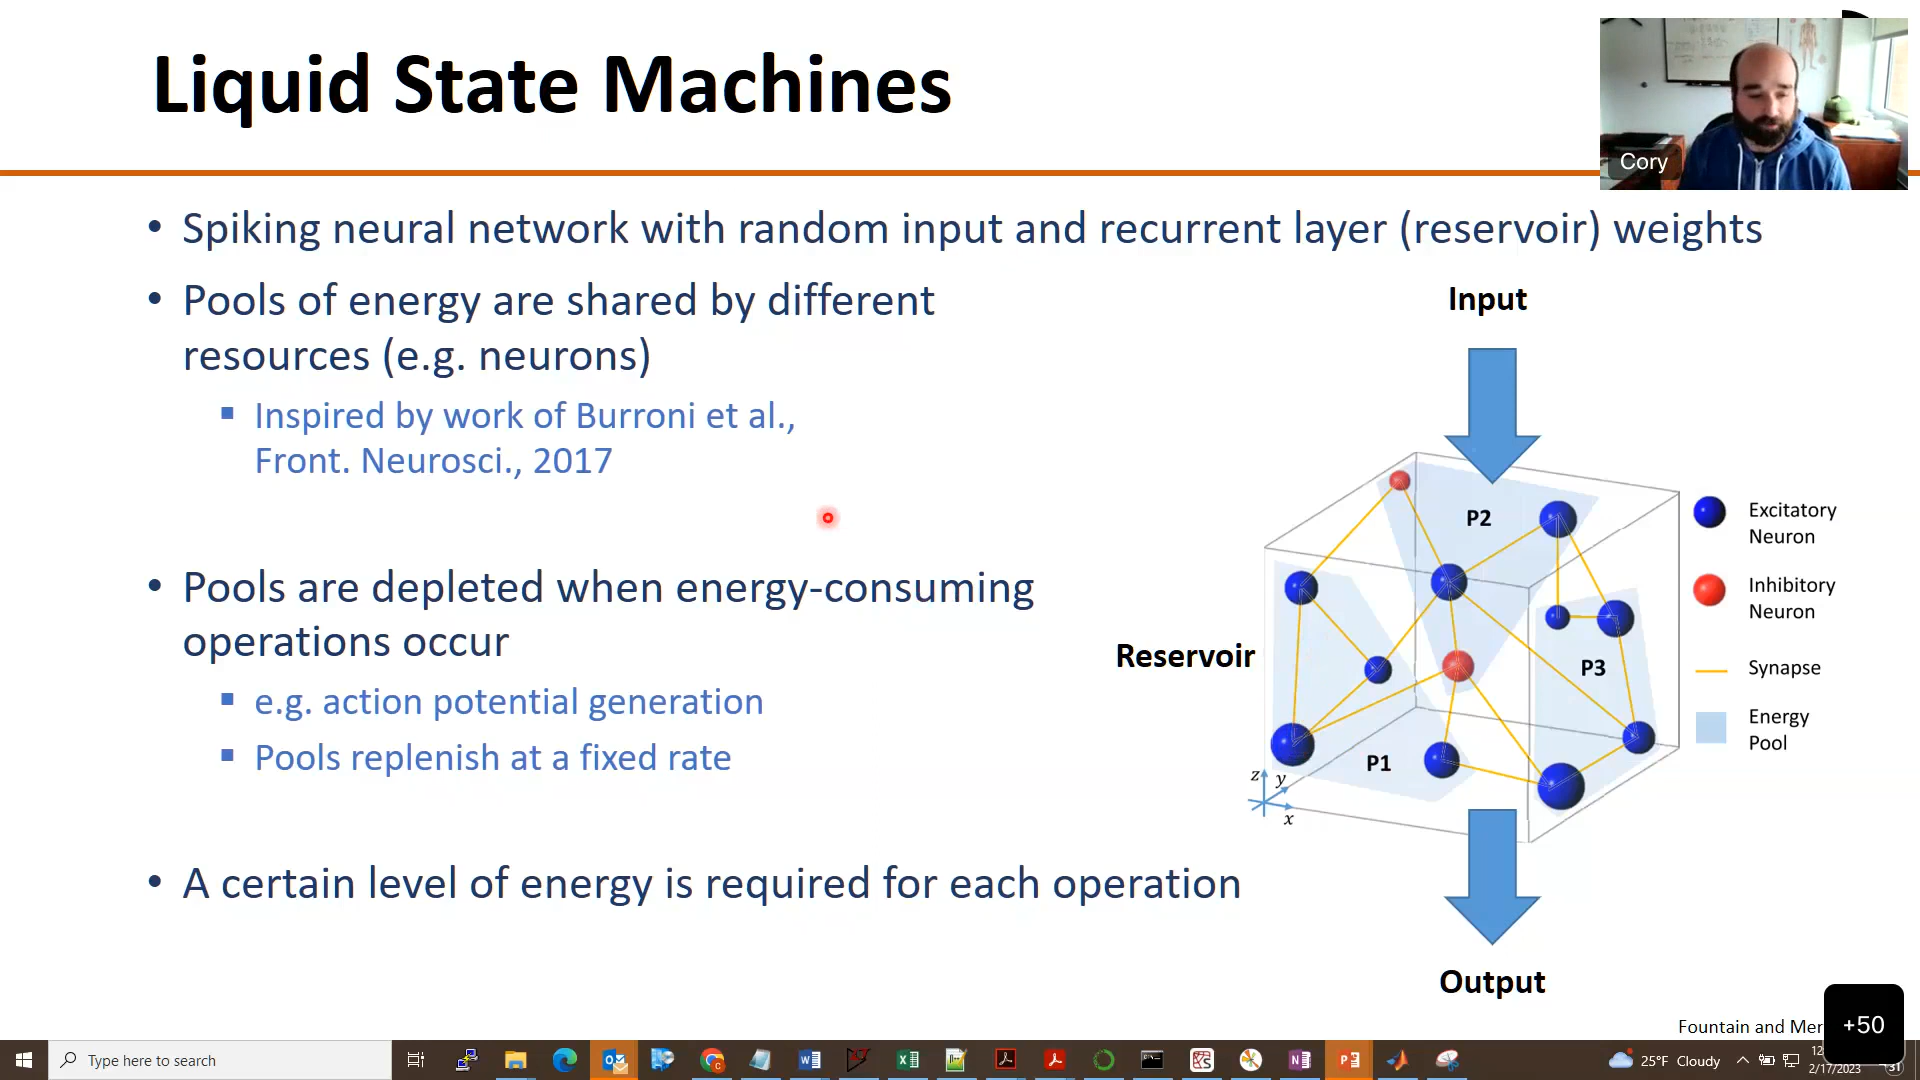 Liquid State Machines
Cory
• Spiking neural network with random input and recurrent layer (reservoir) weights
• Pools of energy are shared by different
resources (e.g. neurons)
▪ Inspired by work of Burroni et al.,
Front. Neurosci., 2017
• Pools are depleted when energy-consuming
operations occur
▪ e.g. action potential generation
▪ Pools replenish at a fixed rate
• A certain level of energy is required for each operation
Input
P2
Reservoir
P3
P1
z y
x
Output
Excitatory
Neuron
Inhibitory
Neuron
Synapse
Energy
Pool
Fountain and
+50
Type here to search
25°F Cloudy
2/17/2023
31